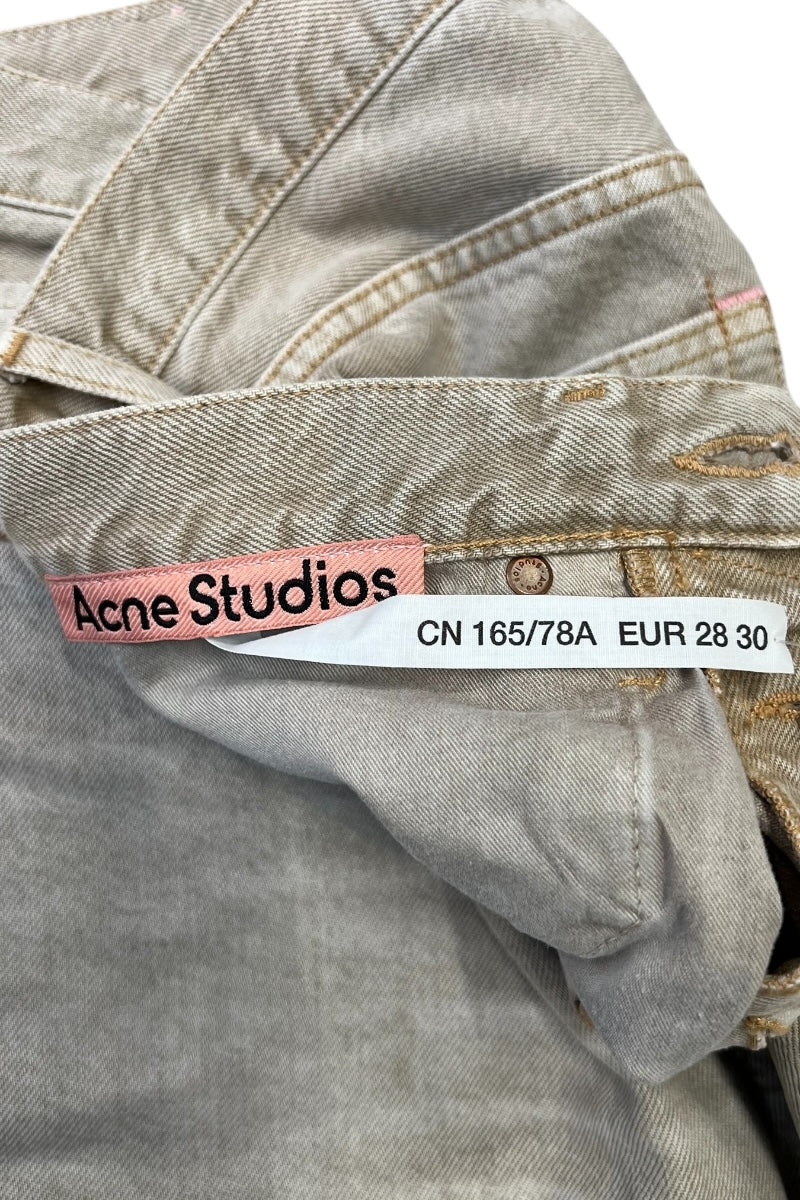 Acne Studios
CN 165/78A EUR 28 30